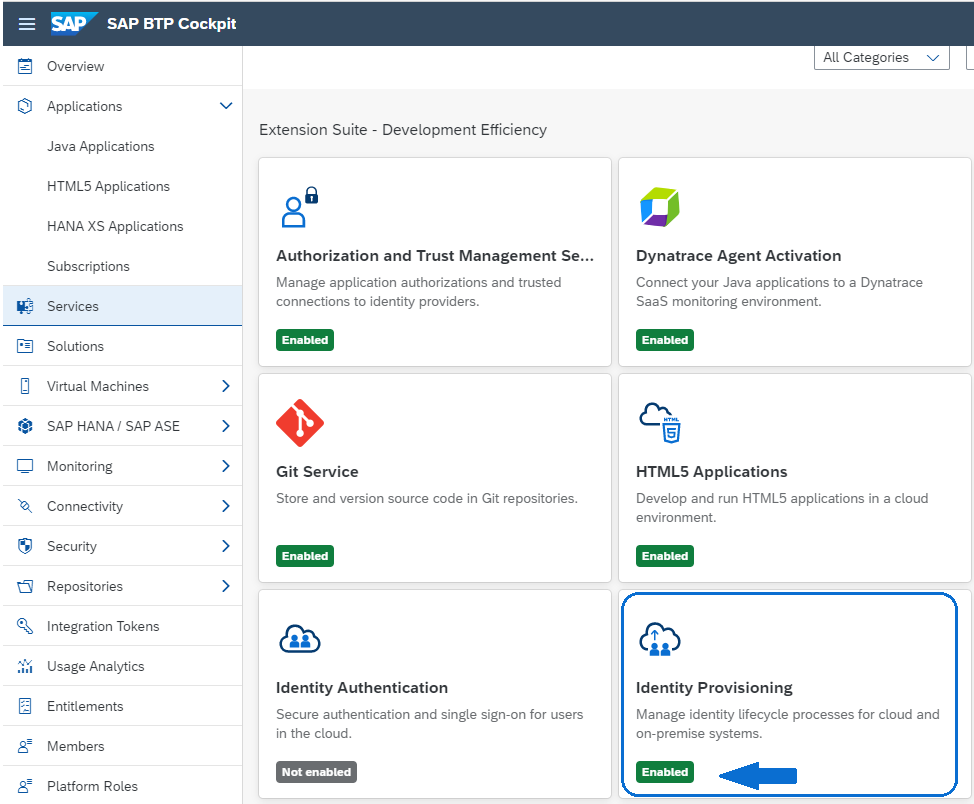 SAP SAP BTP Cockpit
All Categories
Overview
Applications
Java Applications
HTML5 Applications
HANA XS Applications
Subscriptions
Services
Solutions
Virtual Machines
SAP HANA / SAP ASE
Monitoring
Connectivity
Security
Repositories
Integration Tokens
Usage Analytics
Entitlements
Members
Platform Roles
Extension Suite - Development Efficiency
Authorization and Trust Management Se...
Manage application authorizations and trusted
connections to identity providers.
Enabled
Dynatrace Agent Activation
Connect your Java applications to a Dynatrace
SaaS monitoring environment.
Enabled
Git Service
Store and version source code in Git repositories.
Enabled
HTML
5
HTML5 Applications
Develop and run HTML5 applications in a cloud
environment.
Enabled
Identity Authentication
Secure authentication and single sign-on for users
in the cloud.
Not enabled
Identity Provisioning
Manage identity lifecycle processes for cloud and
on-premise systems.
Enabled